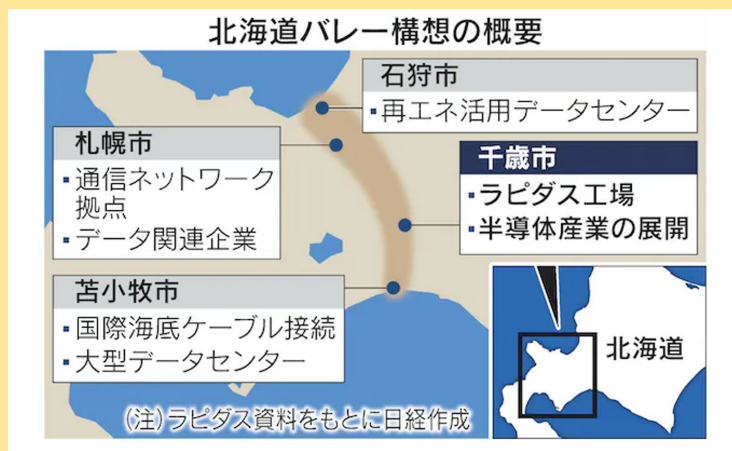 北海道バレー構想の概要
石狩市
▪再エネ活用データセンター
札幌市
▪通信ネットワーク
拠点
▪データ関連企業
千歳市
▪ラピダス工場
▪半導体産業の展開
苫小牧市
▪国際海底ケーブル接続
▪大型データセンター
北海道
(注)ラピダス資料をもとに日経作成